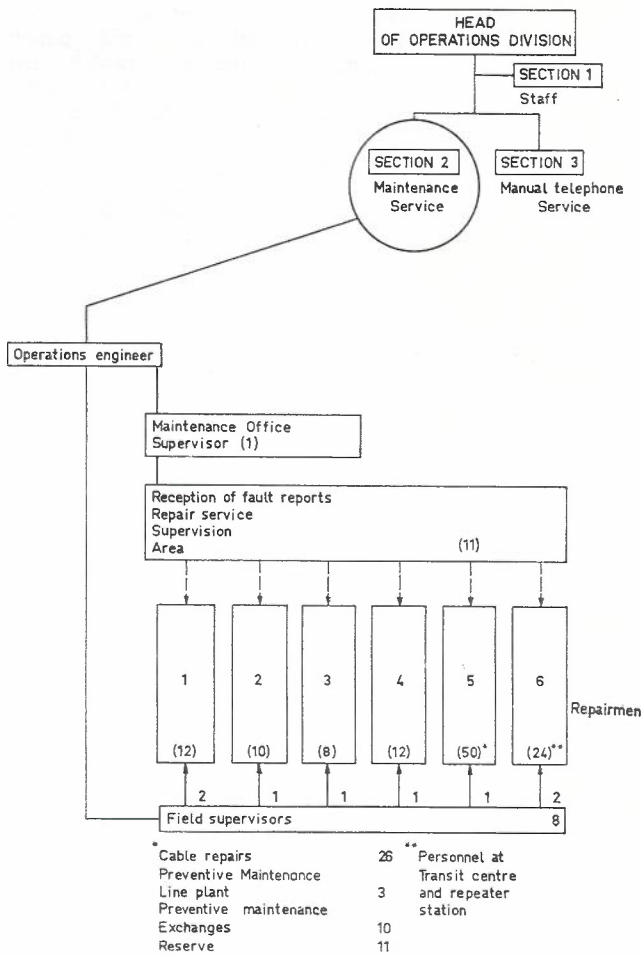 HEAD
OF OPERATIONS DIVISION
SECTION 1
Staff
SECTION 2
Maintenance
Service
SECTION 3
Manual telephone
Service
Operations engineer
Maintenance Office
Supervisor (1)
Reception of fault reports
Repair service
Supervision
Area (11)
1 2 3 4 5 6
Repairmen
(12) (10) (8) (12) (50)* (24)**
2 1 1 1 1 2
Field supervisors 8
*Cable repairs 26
Preventive Maintenance
Line plant 3
Preventive maintenance
Exchanges 10
Reserve 11
**Personnel at
Transit centre
and repeater
station